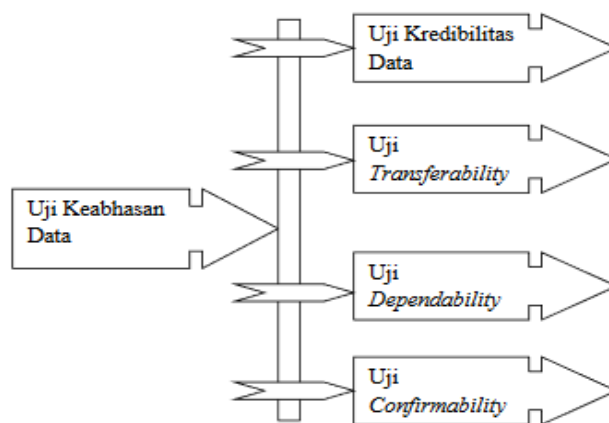 Uji Kredibilitas
Data
Uji
Transferability
Uji Keabhasan
Data
Uji
Dependability
Uji
Confirmability